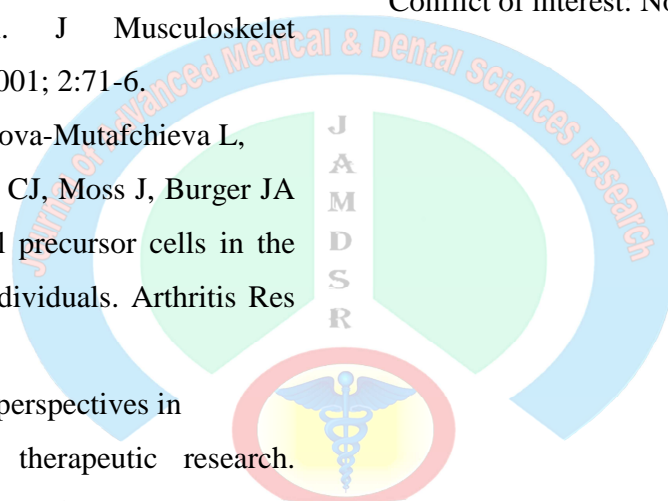 Conflict of Interest: No
. J Musculoskelet
001; 2:71-6.
ova-Mutafchieva L,
CJ, Moss J, Burger JA
l precursor cells in the
dividuals. Arthritis Res
perspectives in
therapeutic research.
Journal of Advanced Medical & Dental Sciences Research
J
A
M
D
S
R